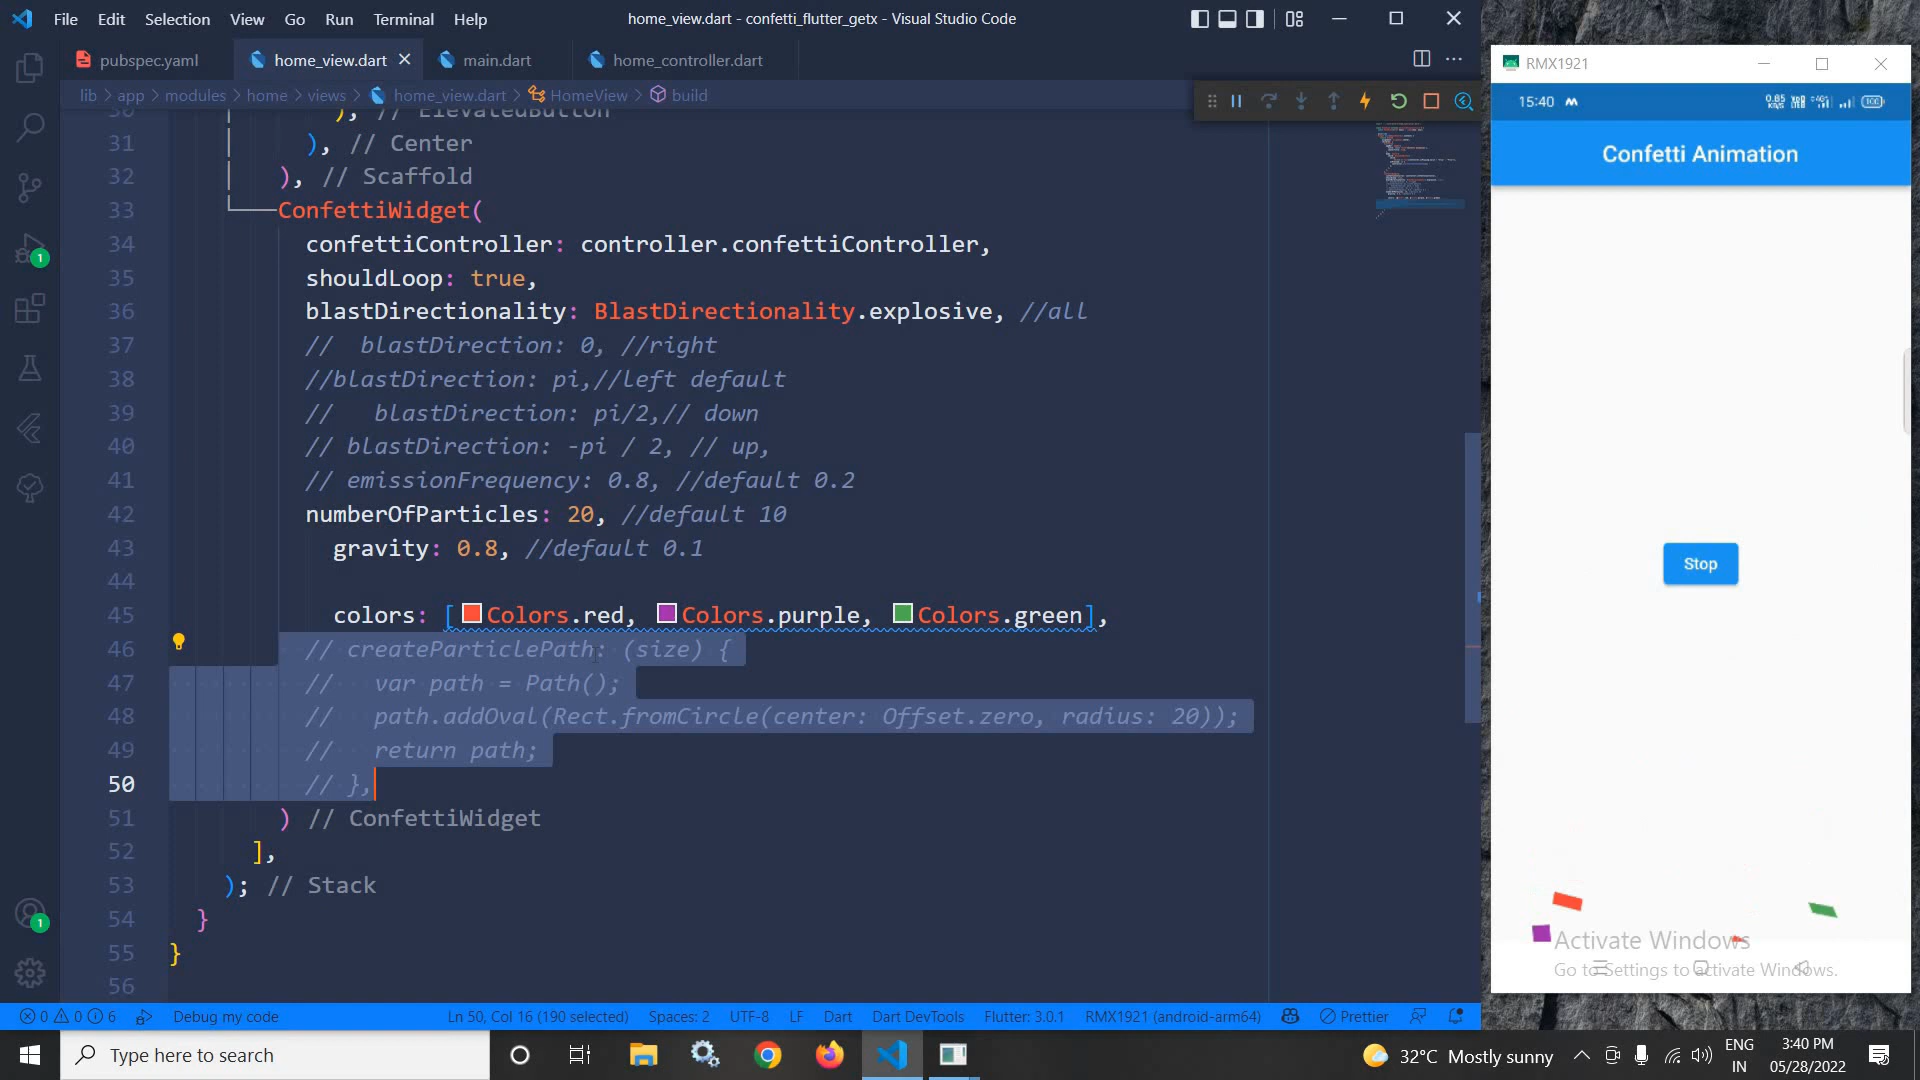 File Edit Selection View Go Run Terminal Help
home_view.dart - confetti_flutter_getx - Visual Studio Code
pubspec.yaml
home_view.dart
main.dart
home_controller.dart
lib > app > modules > home > views > home_view.dart > HomeView > build
30 ), // ElevatedButton
31 ), // Center
32 ), // Scaffold
33 ConfettiWidget(
34 confettiController: controller.confettiController,
35 shouldLoop: true,
36 blastDirectionality: BlastDirectionality.explosive, //all
37 //  blastDirection: 0, //right
38 //blastDirection: pi,//left default
39 //   blastDirection: pi/2,// down
40 // blastDirection: -pi / 2, // up,
41 // emissionFrequency: 0.8, //default 0.2
42 numberOfParticles: 20, //default 10
43 gravity: 0.8, //default 0.1
44
45 colors: [Colors.red, Colors.purple, Colors.green],
46 // createParticlePath: (size) {
47 //   var path = Path();
48 //   path.addOval(Rect.fromCircle(center: Offset.zero, radius: 20));
49 //   return path;
50 // },
51 ) // ConfettiWidget
52 ],
53 ); // Stack
54 }
55 }
56
1
1
0 0 6 Debug my code
Ln 50, Col 16 (190 selected) Spaces: 2 UTF-8 LF Dart Dart DevTools Flutter: 3.0.1 RMX1921 (android-arm64) Prettier
RMX1921
15:40
Confetti Animation
Stop
Activate Windows
Go to Settings to activate Windows.
Type here to search
32°C Mostly sunny
ENG
IN
3:40 PM
05/28/2022